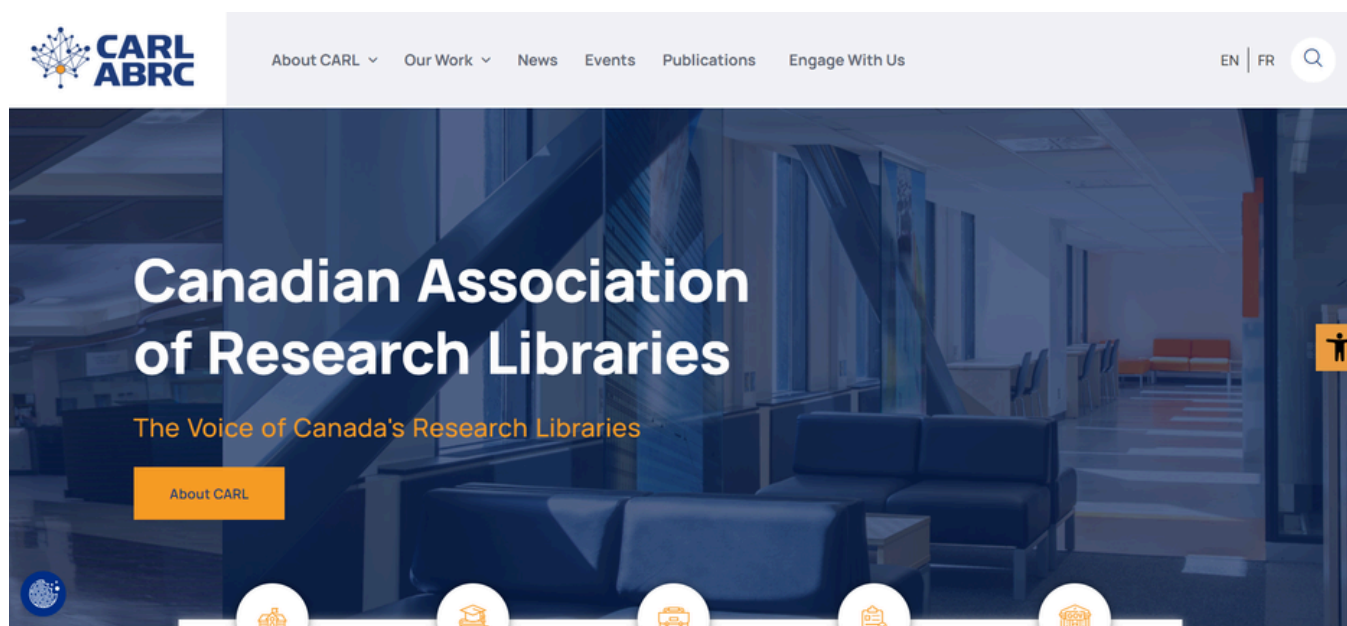 CARL
ABRC
About CARL
Our Work
News
Events
Publications
Engage With Us
EN | FR
Canadian Association
of Research Libraries
The Voice of Canada's Research Libraries
About CARL